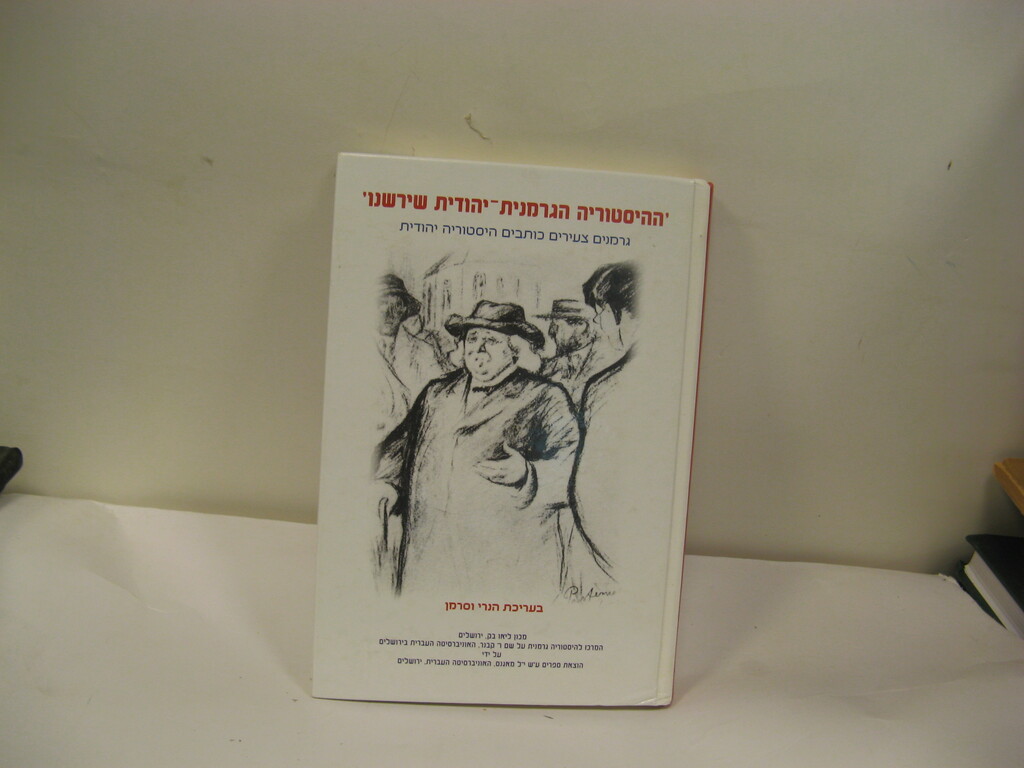 'ההיסטוריה הגרמנית-יהודית שירשנו'
גרמנים צעירים כותבים היסטוריה יהודית
בעריכת הנרי וסרמן
מכון ליאו בק, ירושלים
המרכז להיסטוריה גרמנית על שם ר' קבנר, האוניברסיטה העברית בירושלים
על ידי
הוצאת ספרים ע"ש י"ל מאגנס, האוניברסיטה העברית, ירושלים